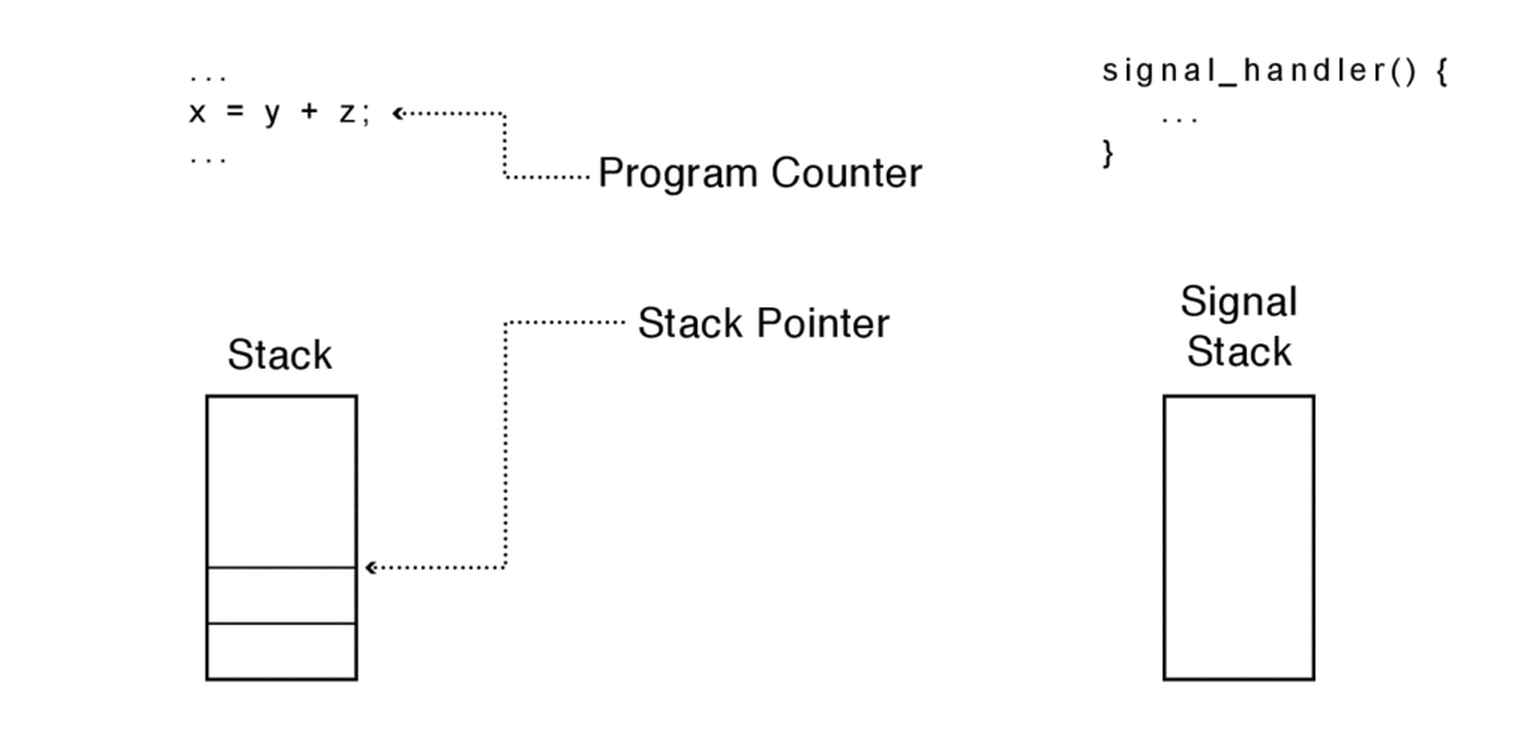 ...
x = y + z;
...
Program Counter
signal_handler() {
...
}
Stack Pointer
Stack
Signal
Stack